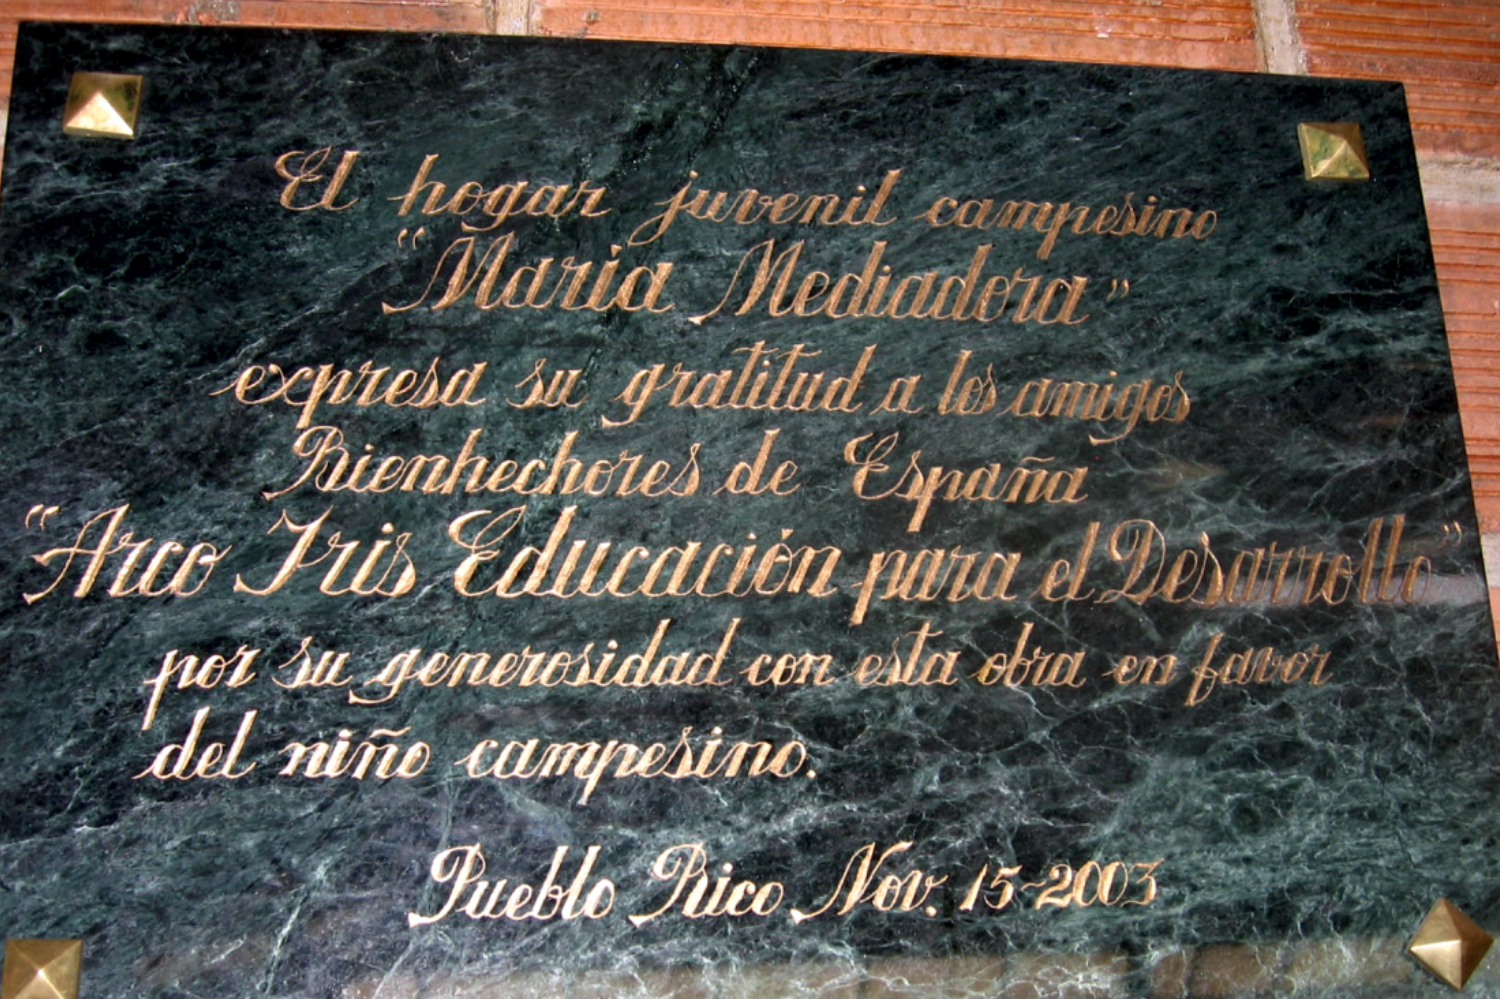 El hogar juvenil campesino
“Maria Mediadora”
expresa su gratitud a los amigos
Bienhechores de España
“Arco Iris Educación para el Desarrollo”
por su generosidad con esta obra en favor
del niño campesino.
Pueblo Rico Nov. 15-2003